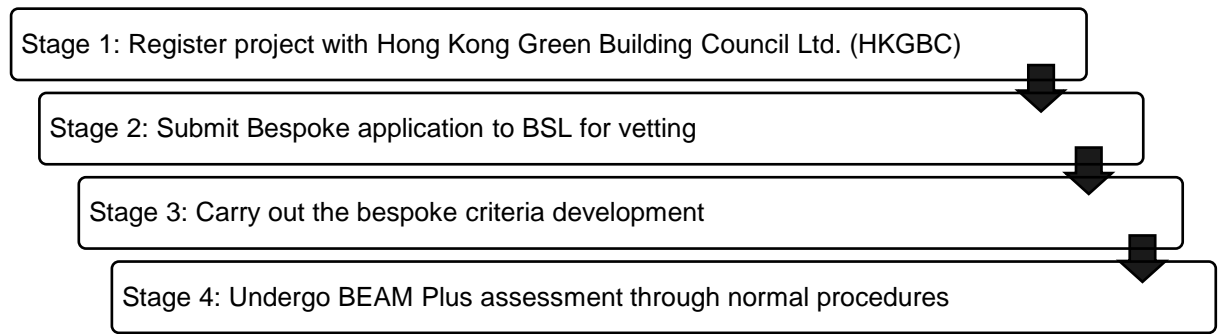 Stage 1: Register project with Hong Kong Green Building Council Ltd. (HKGBC)
Stage 2: Submit Bespoke application to BSL for vetting
Stage 3: Carry out the bespoke criteria development
Stage 4: Undergo BEAM Plus assessment through normal procedures